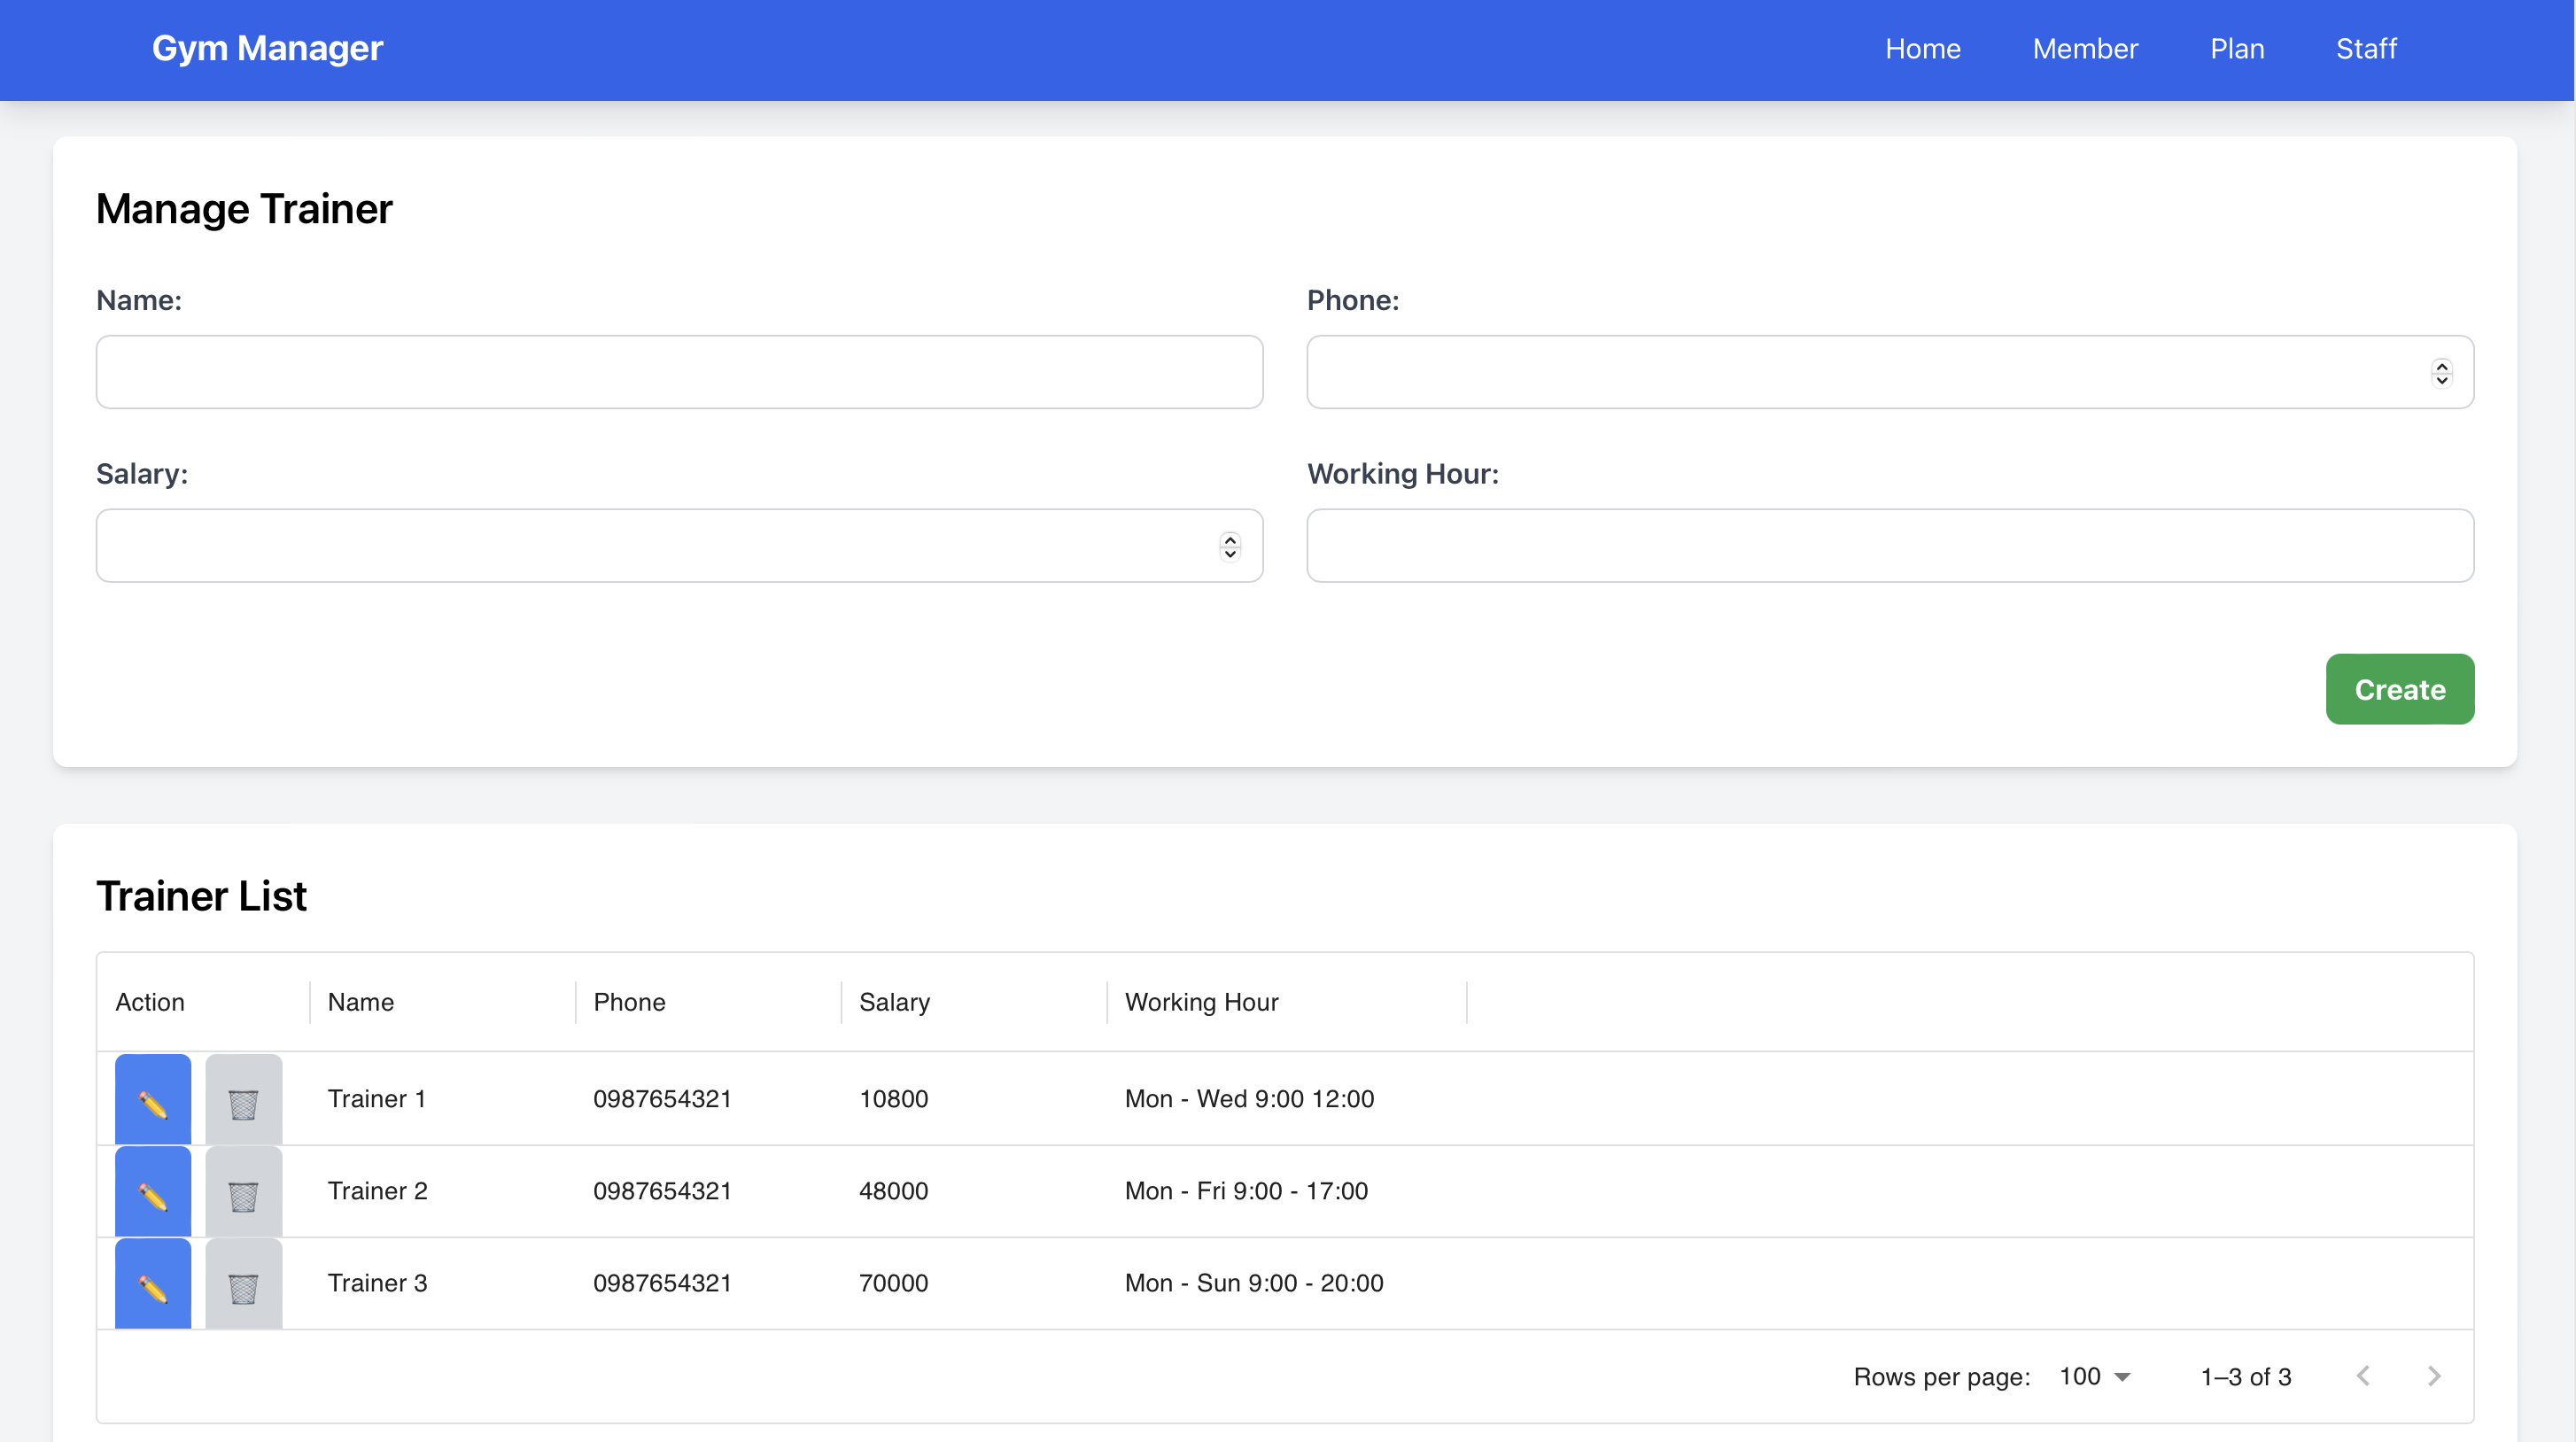 Gym Manager
Home Member Plan Staff
Manage Trainer
Name: Phone:
Salary: Working Hour:
Create
Trainer List
Action Name Phone Salary Working Hour
Trainer 1 0987654321 10800 Mon - Wed 9:00 12:00
Trainer 2 0987654321 48000 Mon - Fri 9:00 - 17:00
Trainer 3 0987654321 70000 Mon - Sun 9:00 - 20:00
Rows per page: 100 1–3 of 3